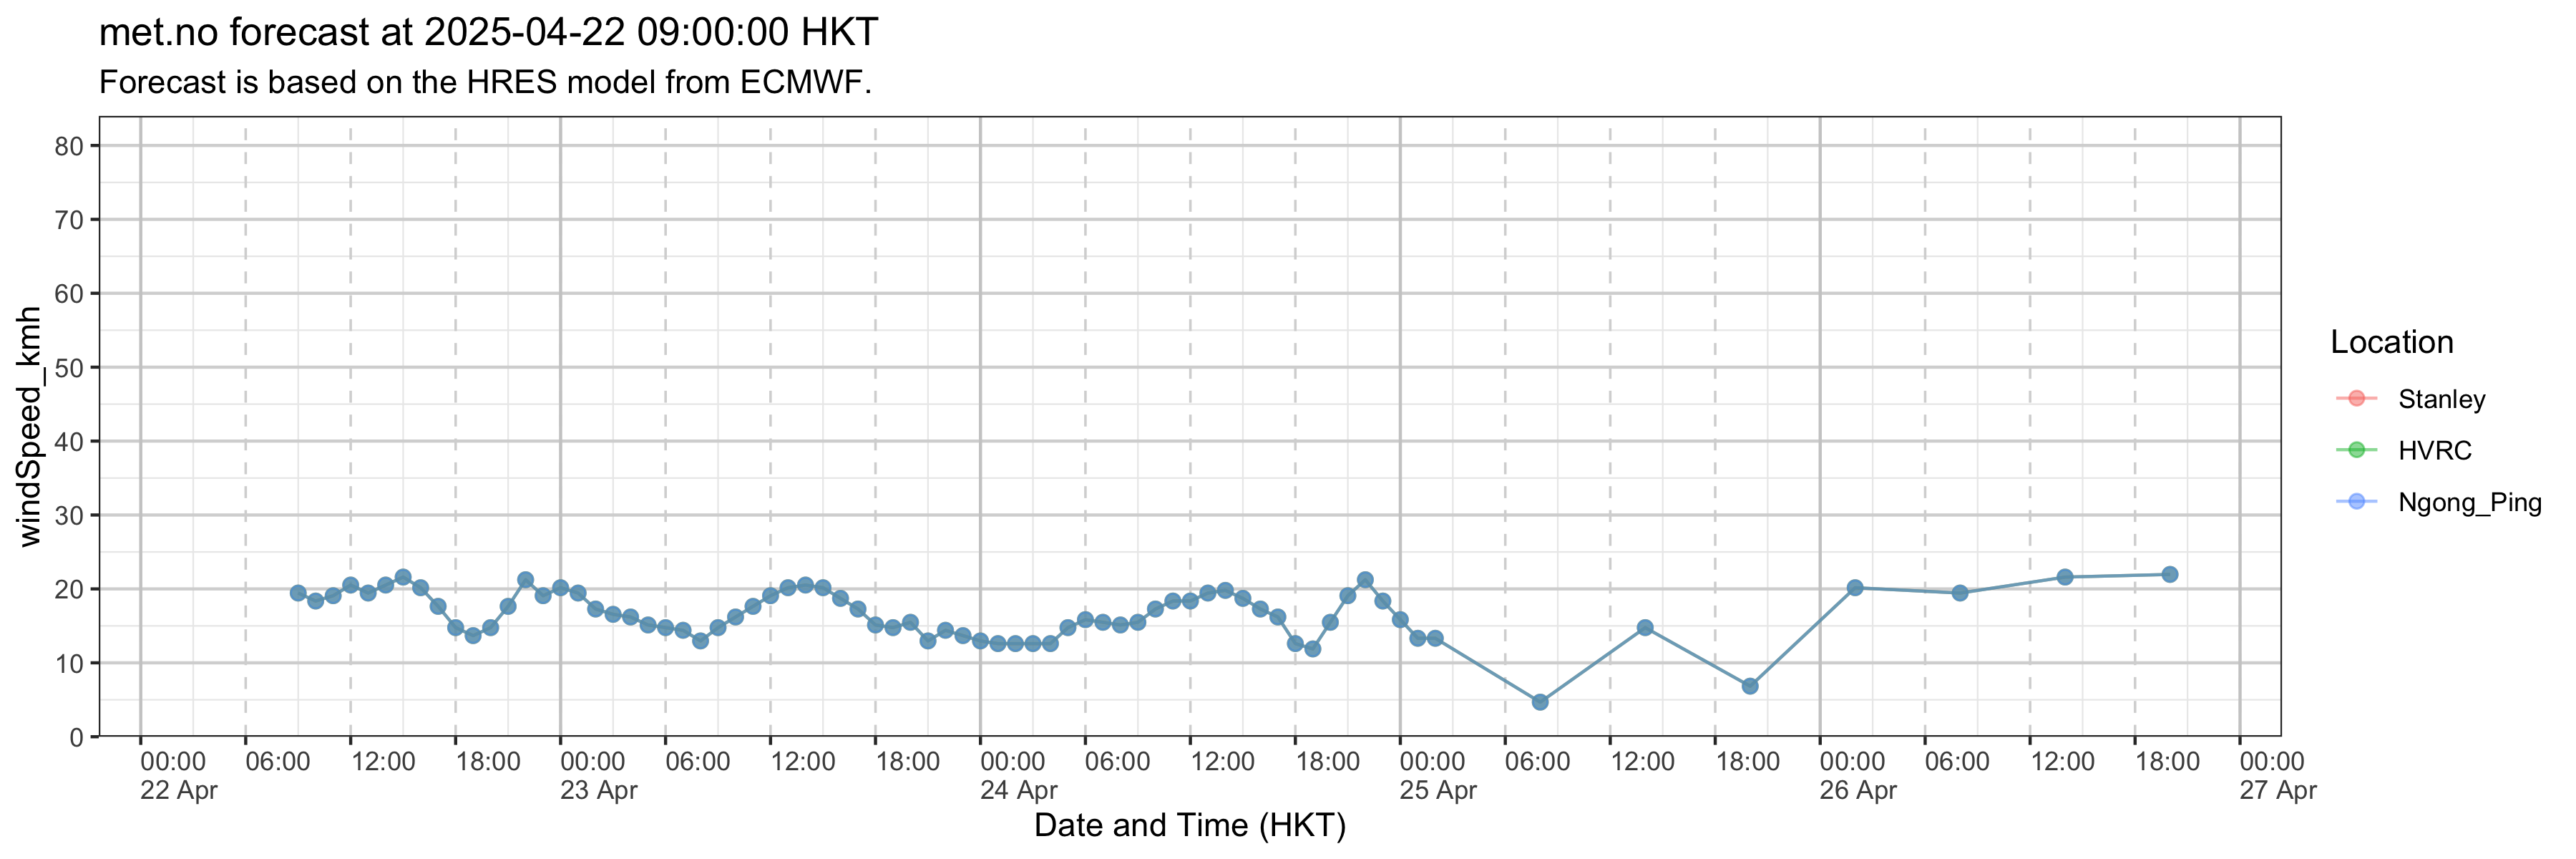 met.no forecast at 2025-04-22 09:00:00 HKT
Forecast is based on the HRES model from ECMWF.
windSpeed_kmh
80
70
60
50
40
30
20
10
0
00:00 06:00 12:00 18:00 00:00 06:00 12:00 18:00 00:00 06:00 12:00 18:00 00:00 06:00 12:00 18:00 00:00 06:00 12:00 18:00 00:00
22 Apr 23 Apr 24 Apr 25 Apr 26 Apr 27 Apr
Date and Time (HKT)
Location
Stanley
HVRC
Ngong_Ping